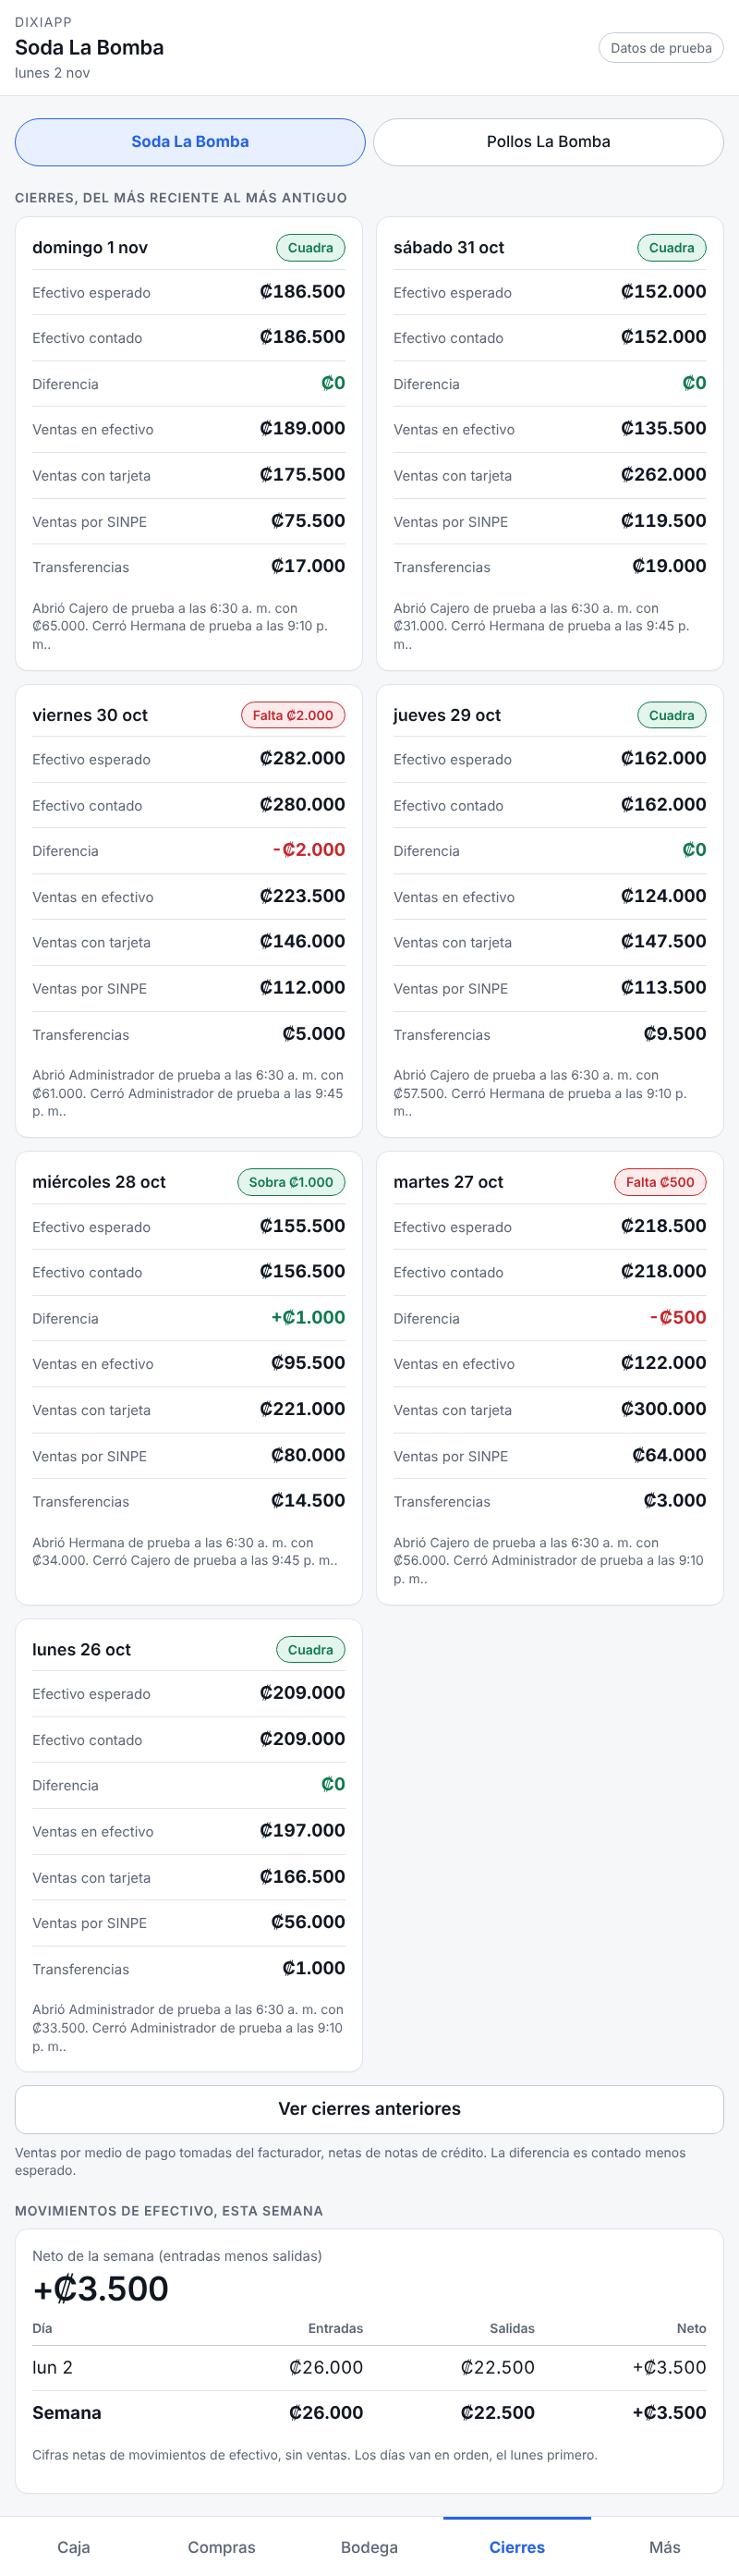 DIXIAPP
Soda La Bomba
lunes 2 nov
Datos de prueba
Soda La Bomba
Pollos La Bomba
CIERRES, DEL MÁS RECIENTE AL MÁS ANTIGUO
domingo 1 nov
Cuadra
Efectivo esperado ₡186.500
Efectivo contado ₡186.500
Diferencia ₡0
Ventas en efectivo ₡189.000
Ventas con tarjeta ₡175.500
Ventas por SINPE ₡75.500
Transferencias ₡17.000
Abrió Cajero de prueba a las 6:30 a. m. con
₡65.000. Cerró Hermana de prueba a las 9:10 p.
m..
sábado 31 oct
Cuadra
Efectivo esperado ₡152.000
Efectivo contado ₡152.000
Diferencia ₡0
Ventas en efectivo ₡135.500
Ventas con tarjeta ₡262.000
Ventas por SINPE ₡119.500
Transferencias ₡19.000
Abrió Cajero de prueba a las 6:30 a. m. con
₡31.000. Cerró Hermana de prueba a las 9:45 p.
m..
viernes 30 oct
Falta ₡2.000
Efectivo esperado ₡282.000
Efectivo contado ₡280.000
Diferencia -₡2.000
Ventas en efectivo ₡223.500
Ventas con tarjeta ₡146.000
Ventas por SINPE ₡112.000
Transferencias ₡5.000
Abrió Administrador de prueba a las 6:30 a. m. con
₡61.000. Cerró Administrador de prueba a las 9:45
p. m..
jueves 29 oct
Cuadra
Efectivo esperado ₡162.000
Efectivo contado ₡162.000
Diferencia ₡0
Ventas en efectivo ₡124.000
Ventas con tarjeta ₡147.500
Ventas por SINPE ₡113.500
Transferencias ₡9.500
Abrió Cajero de prueba a las 6:30 a. m. con
₡57.500. Cerró Hermana de prueba a las 9:10 p.
m..
miércoles 28 oct
Sobra ₡1.000
Efectivo esperado ₡155.500
Efectivo contado ₡156.500
Diferencia +₡1.000
Ventas en efectivo ₡95.500
Ventas con tarjeta ₡221.000
Ventas por SINPE ₡80.000
Transferencias ₡14.500
Abrió Hermana de prueba a las 6:30 a. m. con
₡34.000. Cerró Cajero de prueba a las 9:45 p. m..
martes 27 oct
Falta ₡500
Efectivo esperado ₡218.500
Efectivo contado ₡218.000
Diferencia -₡500
Ventas en efectivo ₡122.000
Ventas con tarjeta ₡300.000
Ventas por SINPE ₡64.000
Transferencias ₡3.000
Abrió Cajero de prueba a las 6:30 a. m. con
₡56.000. Cerró Administrador de prueba a las 9:10
p. m..
lunes 26 oct
Cuadra
Efectivo esperado ₡209.000
Efectivo contado ₡209.000
Diferencia ₡0
Ventas en efectivo ₡197.000
Ventas con tarjeta ₡166.500
Ventas por SINPE ₡56.000
Transferencias ₡1.000
Abrió Administrador de prueba a las 6:30 a. m. con
₡33.500. Cerró Administrador de prueba a las 9:10
p. m..
Ver cierres anteriores
Ventas por medio de pago tomadas del facturador, netas de notas de crédito. La diferencia es contado menos
esperado.
MOVIMIENTOS DE EFECTIVO, ESTA SEMANA
Neto de la semana (entradas menos salidas)
+₡3.500
Día Entradas Salidas Neto
lun 2 ₡26.000 ₡22.500 +₡3.500
Semana ₡26.000 ₡22.500 +₡3.500
Cifras netas de movimientos de efectivo, sin ventas. Los días van en orden, el lunes primero.
Caja Compras Bodega Cierres Más